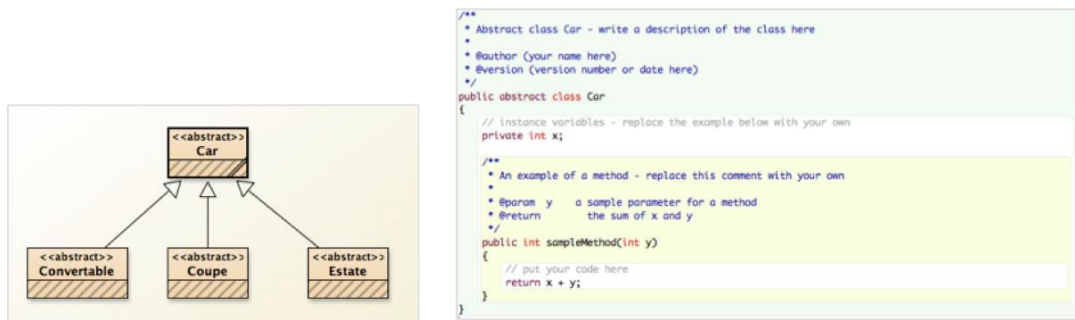 <<abstract>>
Car
<<abstract>>
Convertable
<<abstract>>
Coupe
<<abstract>>
Estate
/**
 * Abstract class Car - write a description of the class here
 *
 * @author (your name here)
 * @version (version number or date here)
 */
public abstract class Car
{
    // instance variables - replace the example below with your own
    private int x;
    /**
     * An example of a method - replace this comment with your own
     *
     * @param  y    a sample parameter for a method
     * @return        the sum of x and y
     */
    public int sampleMethod(int y)
    {
        // put your code here
        return x + y;
    }
}